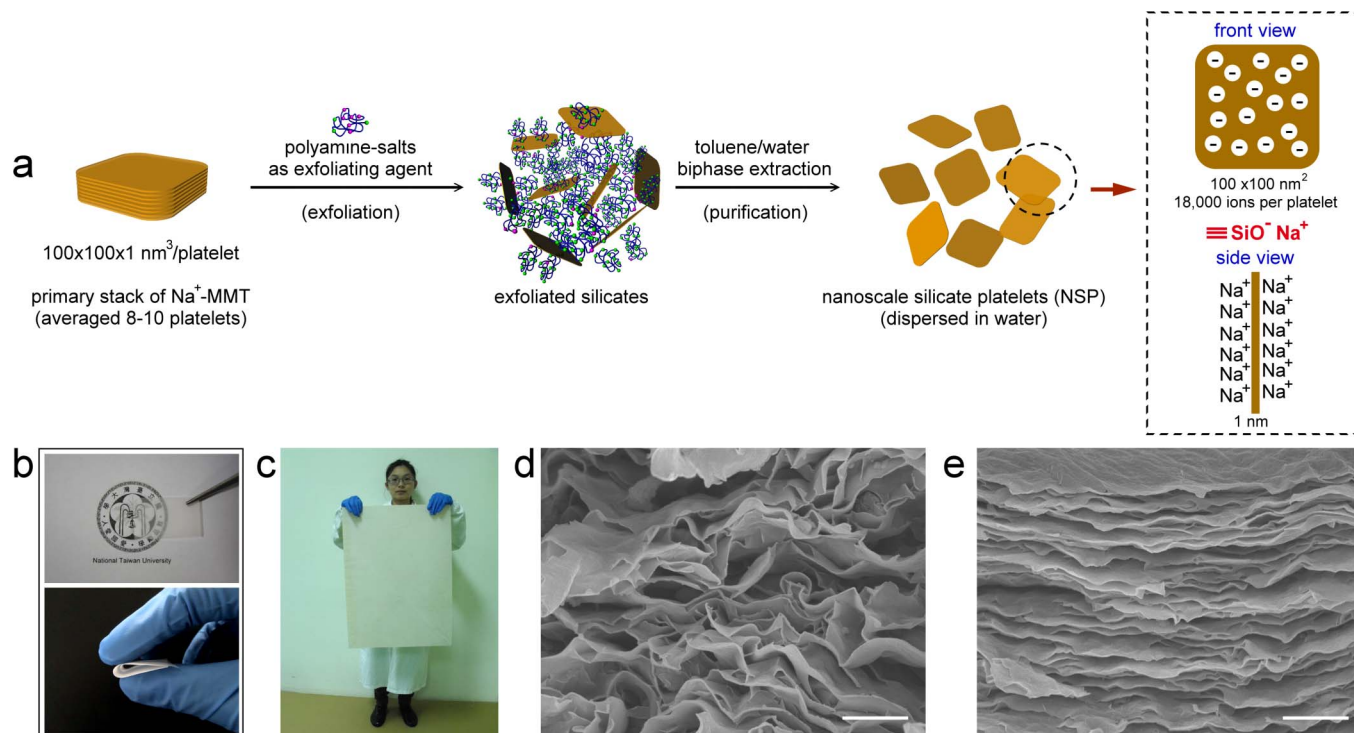 a
100x100x1 nm³/platelet
primary stack of Na⁺-MMT
(averaged 8-10 platelets)
polyamine-salts
as exfoliating agent
(exfoliation)
exfoliated silicates
toluene/water
biphase extraction
(purification)
nanoscale silicate platelets (NSP)
(dispersed in water)
front view
100 x100 nm²
18,000 ions per platelet
≡SiO⁻ Na⁺
side view
Na⁺ Na⁺
Na⁺ Na⁺
Na⁺ Na⁺
Na⁺ Na⁺
Na⁺ Na⁺
Na⁺ Na⁺
1 nm
b
National Taiwan University
c
d
e